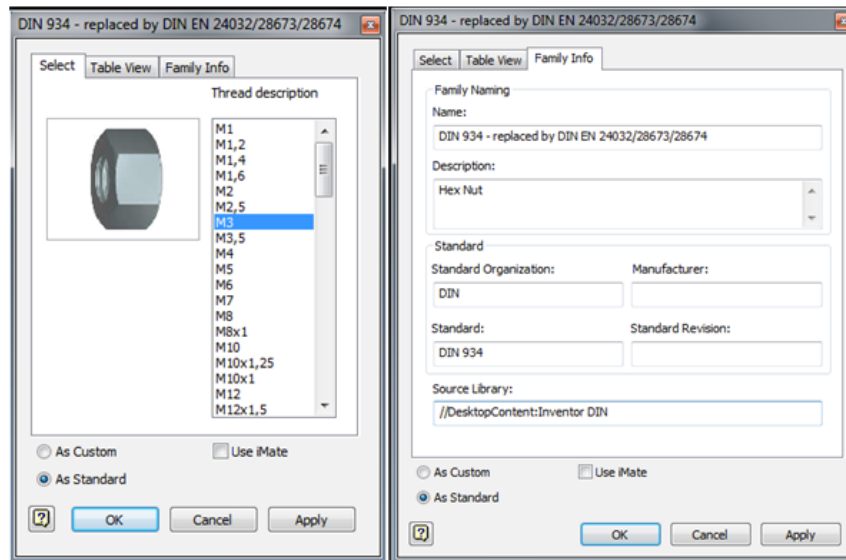 DIN 934 - replaced by DIN EN 24032/28673/28674
Select
Table View
Family Info
Thread description
M1
M1,2
M1,4
M1,6
M2
M2,5
M3
M3,5
M4
M5
M6
M7
M8
M8x1
M10
M10x1,25
M10x1
M12
M12x1,5
As Custom
Use iMate
As Standard
OK
Cancel
Apply
DIN 934 - replaced by DIN EN 24032/28673/28674
Select
Table View
Family Info
Family Naming
Name:
DIN 934 - replaced by DIN EN 24032/28673/28674
Description:
Hex Nut
Standard
Standard Organization:
Manufacturer:
DIN
Standard:
Standard Revision:
DIN 934
Source Library:
//DesktopContent:Inventor DIN
As Custom
Use iMate
As Standard
OK
Cancel
Apply